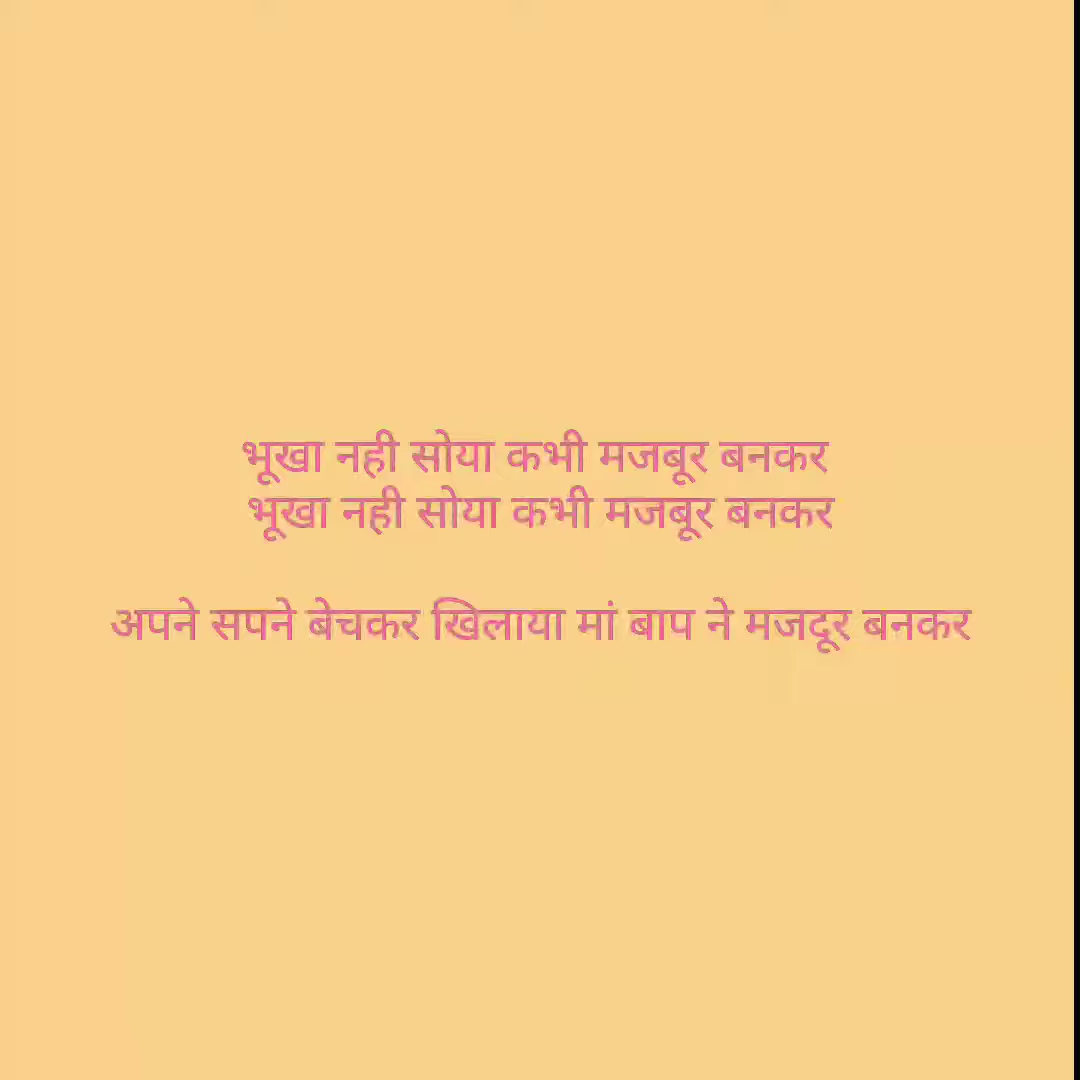 भूखा नही सोया कभी मजबूर बनकर
भूखा नही सोया कभी मजबूर बनकर
अपने सपने बेचकर खिलाया मां बाप ने मजदूर बनकर